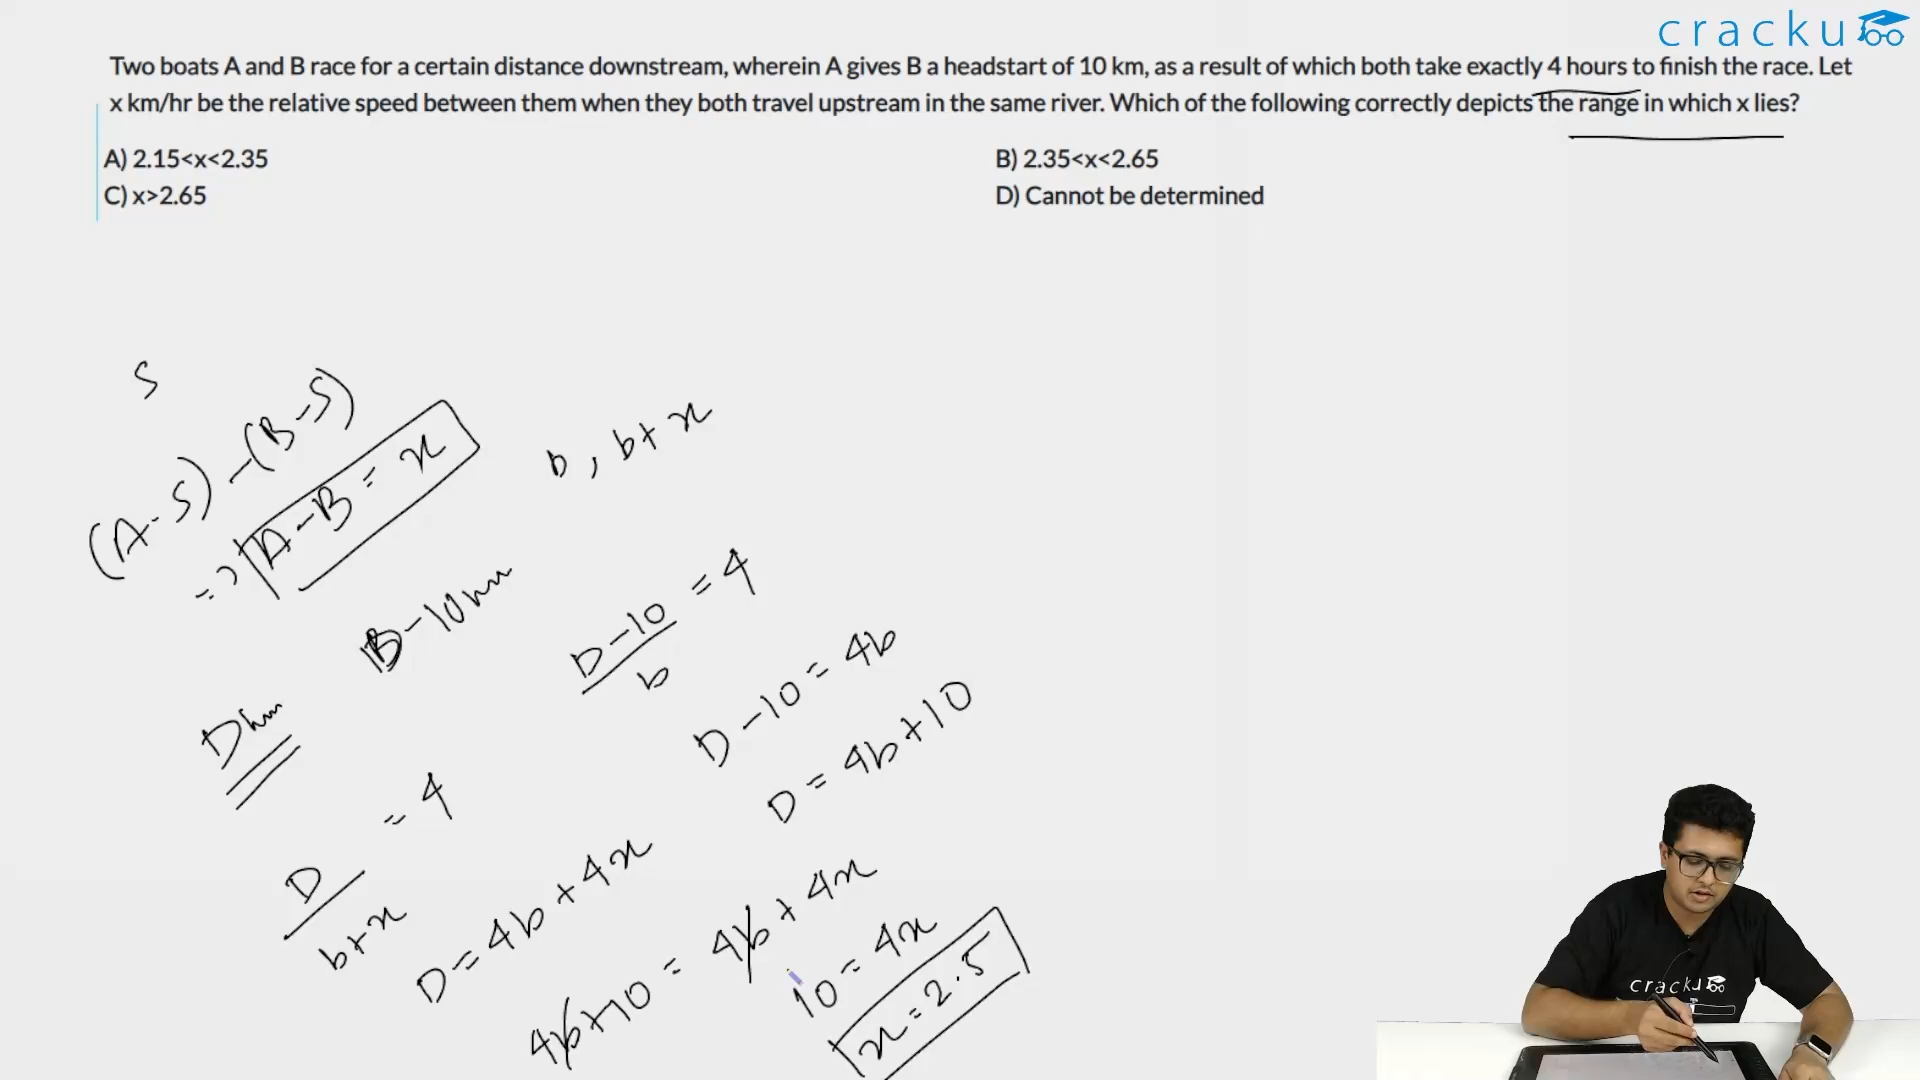 cracku
Two boats A and B race for a certain distance downstream, wherein A gives B a headstart of 10 km, as a result of which both take exactly 4 hours to finish the race. Let
x km/hr be the relative speed between them when they both travel upstream in the same river. Which of the following correctly depicts the range in which x lies?
A) 2.15<x<2.35
B) 2.35<x<2.65
C) x>2.65
D) Cannot be determined
S
(A-S) - (B-S)
=> A-B = x
b, b+x
B-10km
D-10/b = 4
D-10 = 4b
D = 4b+10
Dkm
D/b+x = 4
D = 4b+4x
4b+10 = 4b+4x
10 = 4x
x = 2.5
cracku